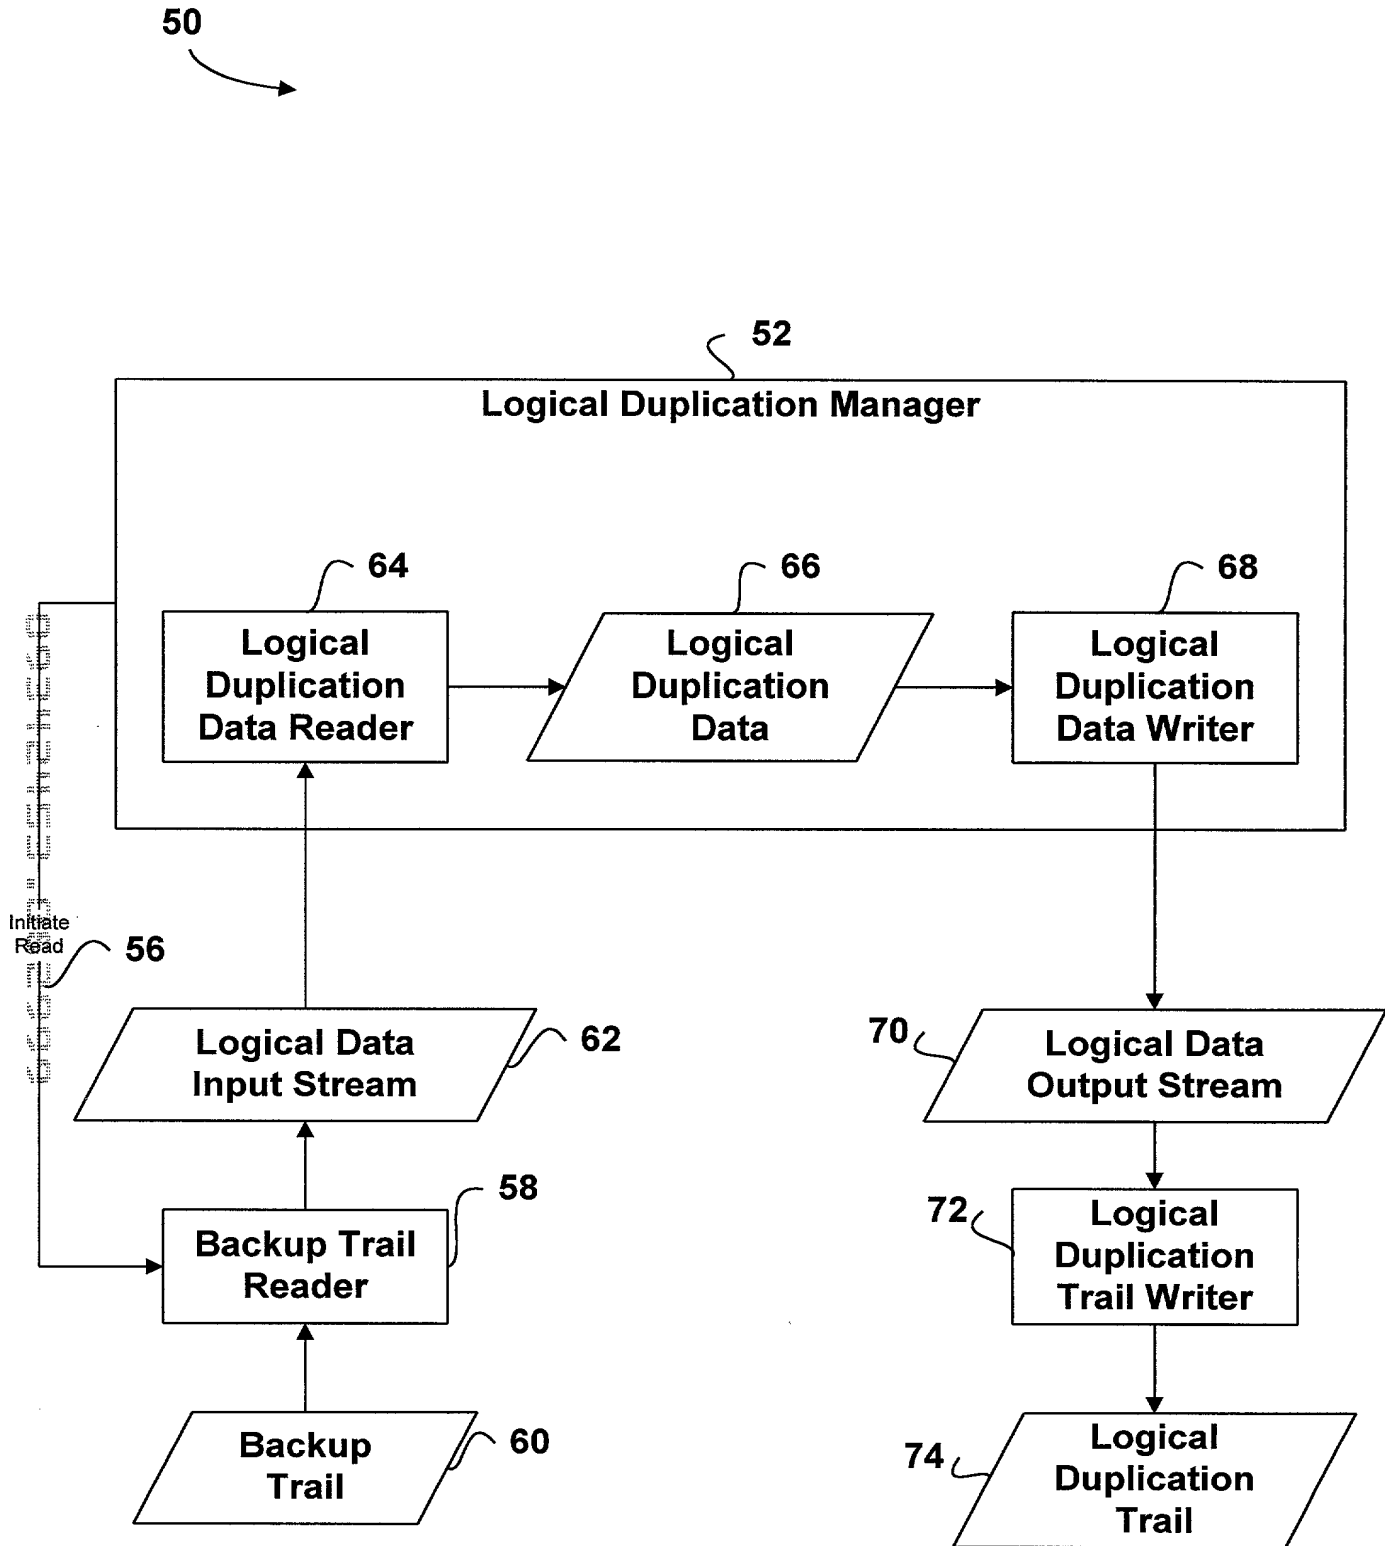 50
52
Logical Duplication Manager
64
66
68
Logical
Duplication
Data Reader
Logical
Duplication
Data
Logical
Duplication
Data Writer
Initiate
Read
56
Logical Data
Input Stream
62
70
Logical Data
Output Stream
58
Backup Trail
Reader
72
Logical
Duplication
Trail Writer
Backup
Trail
60
74
Logical
Duplication
Trail